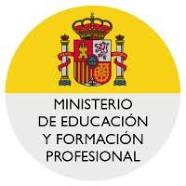 MINISTERIO
DE EDUCACIÓN
Y FORMACIÓN
PROFESIONAL